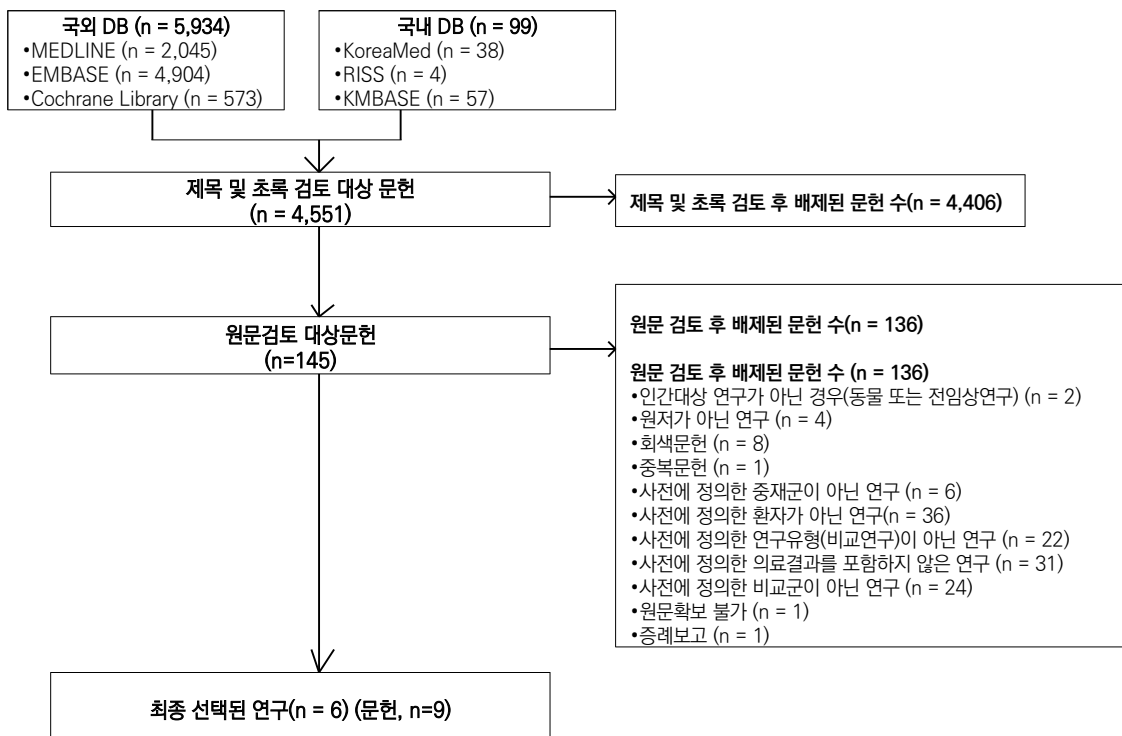 국외 DB (n = 5,934)
•MEDLINE (n = 2,045)
•EMBASE (n = 4,904)
•Cochrane Library (n = 573)
국내 DB (n = 99)
•KoreaMed (n = 38)
•RISS (n = 4)
•KMBASE (n = 57)
제목 및 초록 검토 대상 문헌
(n = 4,551)
제목 및 초록 검토 후 배제된 문헌 수(n = 4,406)
원문검토 대상문헌
(n=145)
원문 검토 후 배제된 문헌 수(n = 136)
원문 검토 후 배제된 문헌 수 (n = 136)
•인간대상 연구가 아닌 경우(동물 또는 전임상연구) (n = 2)
•원저가 아닌 연구 (n = 4)
•회색문헌 (n = 8)
•중복문헌 (n = 1)
•사전에 정의한 중재군이 아닌 연구 (n = 6)
•사전에 정의한 환자가 아닌 연구(n = 36)
•사전에 정의한 연구유형(비교연구)이 아닌 연구 (n = 22)
•사전에 정의한 의료결과를 포함하지 않은 연구 (n = 31)
•사전에 정의한 비교군이 아닌 연구 (n = 24)
•원문확보 불가 (n = 1)
•증례보고 (n = 1)
최종 선택된 연구(n = 6) (문헌, n=9)